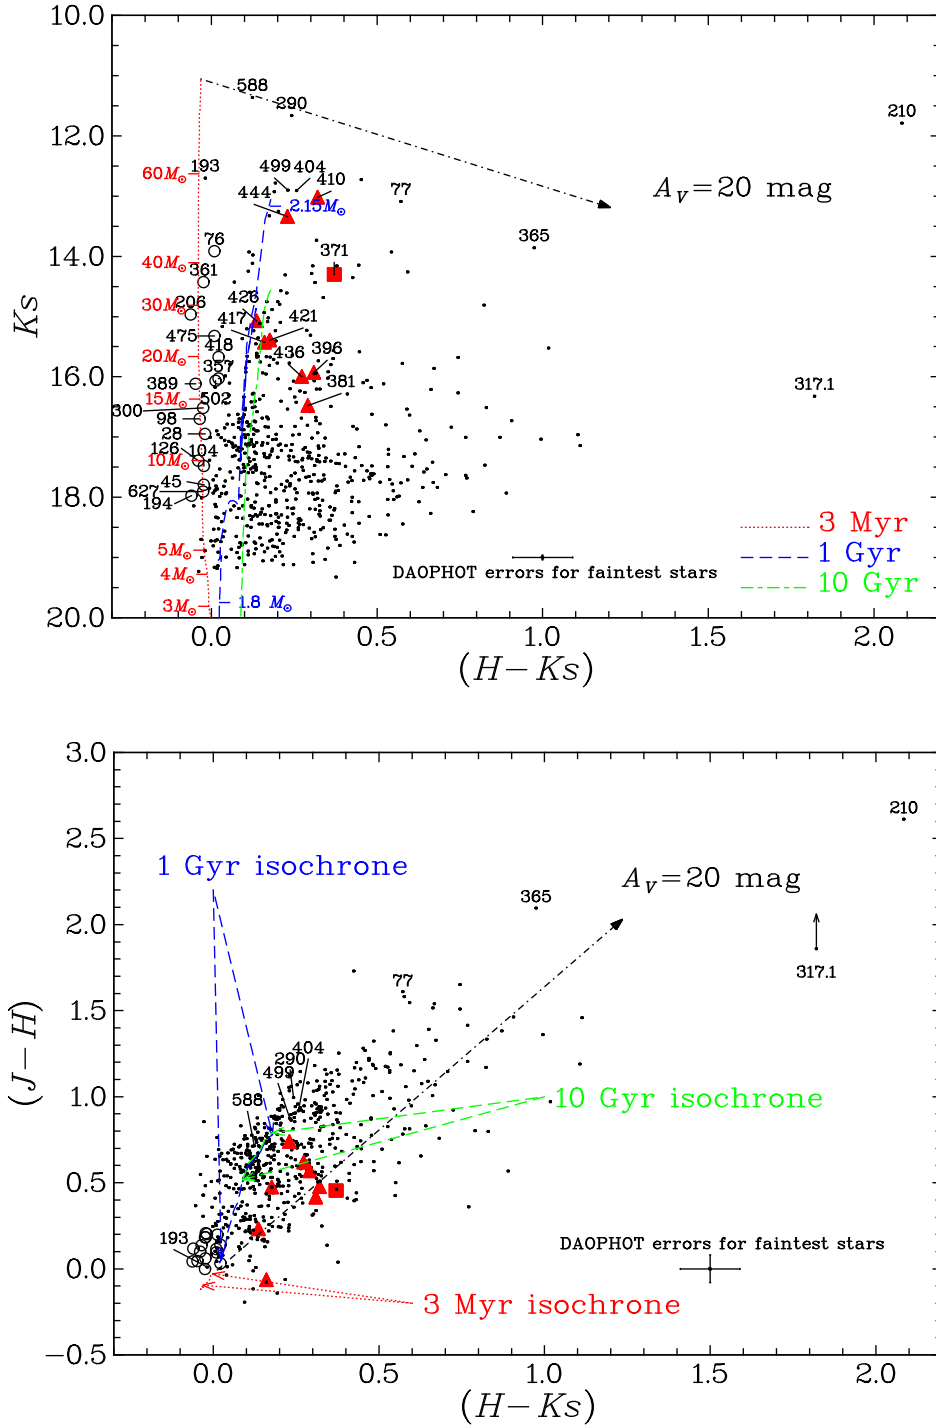 10.0
588
290
210
12.0
193
499
404
60M⊙
410
77
A_V=20 mag
444
2.15M⊙
76
371
365
14.0
40M⊙
361
Ks
426
30M⊙
206
417
421
475
418
20M⊙
436
396
16.0
389
357
381
317.1
15M⊙
502
300
98
28
126
104
10M⊙
45
18.0
627
194
3 Myr
5M⊙
1 Gyr
4M⊙
DAOPHOT errors for faintest stars
10 Gyr
3M⊙
1.8 M⊙
20.0
0.0
0.5
1.0
1.5
2.0
(H−Ks)
3.0
210
2.5
1 Gyr isochrone
A_V=20 mag
365
2.0
77
317.1
(J−H)
1.5
404
290
499
1.0
588
10 Gyr isochrone
0.5
193
DAOPHOT errors for faintest stars
0.0
3 Myr isochrone
−0.5
0.0
0.5
1.0
1.5
2.0
(H−Ks)